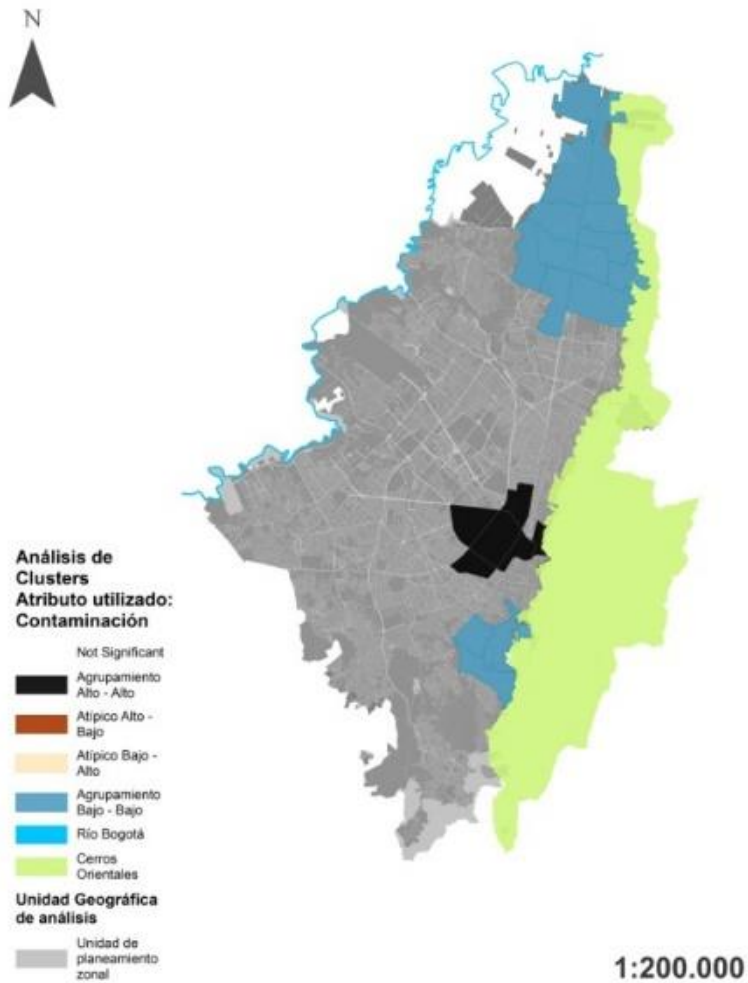 N
Análisis de
Clusters
Atributo utilizado:
Contaminación
Not Significant
Agrupamiento
Alto - Alto
Atípico Alto -
Bajo
Atípico Bajo -
Alto
Agrupamiento
Bajo - Bajo
Río Bogotá
Cerros
Orientales
Unidad Geográfica
de análisis
Unidad de
planeamiento
zonal
1:200.000